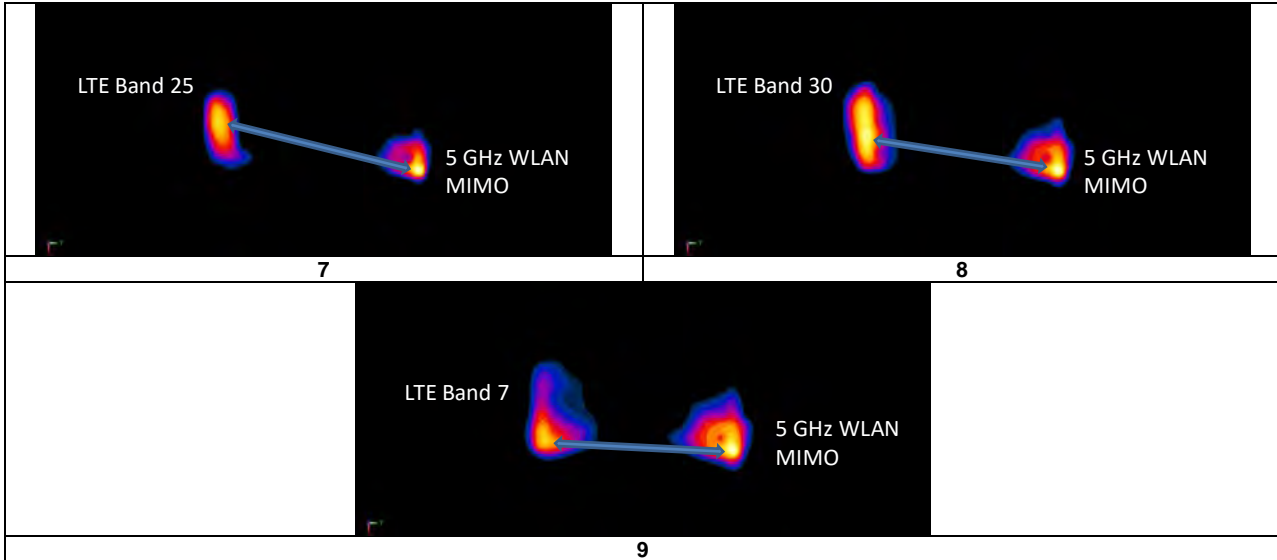 LTE Band 25
5 GHz WLAN
MIMO
LTE Band 30
5 GHz WLAN
MIMO
7
8
LTE Band 7
5 GHz WLAN
MIMO
9